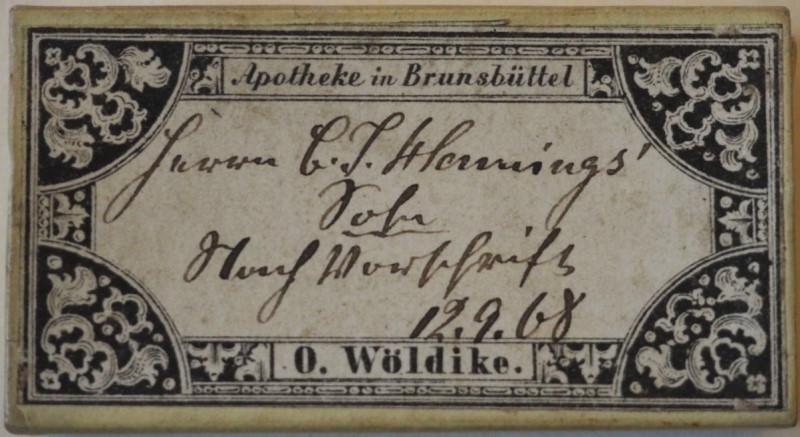 Apotheke in Brunsbüttel
Herrn C. J. Hennings'
Sohn
Nach Vorschrift
12.9.68
O. Wöldike.